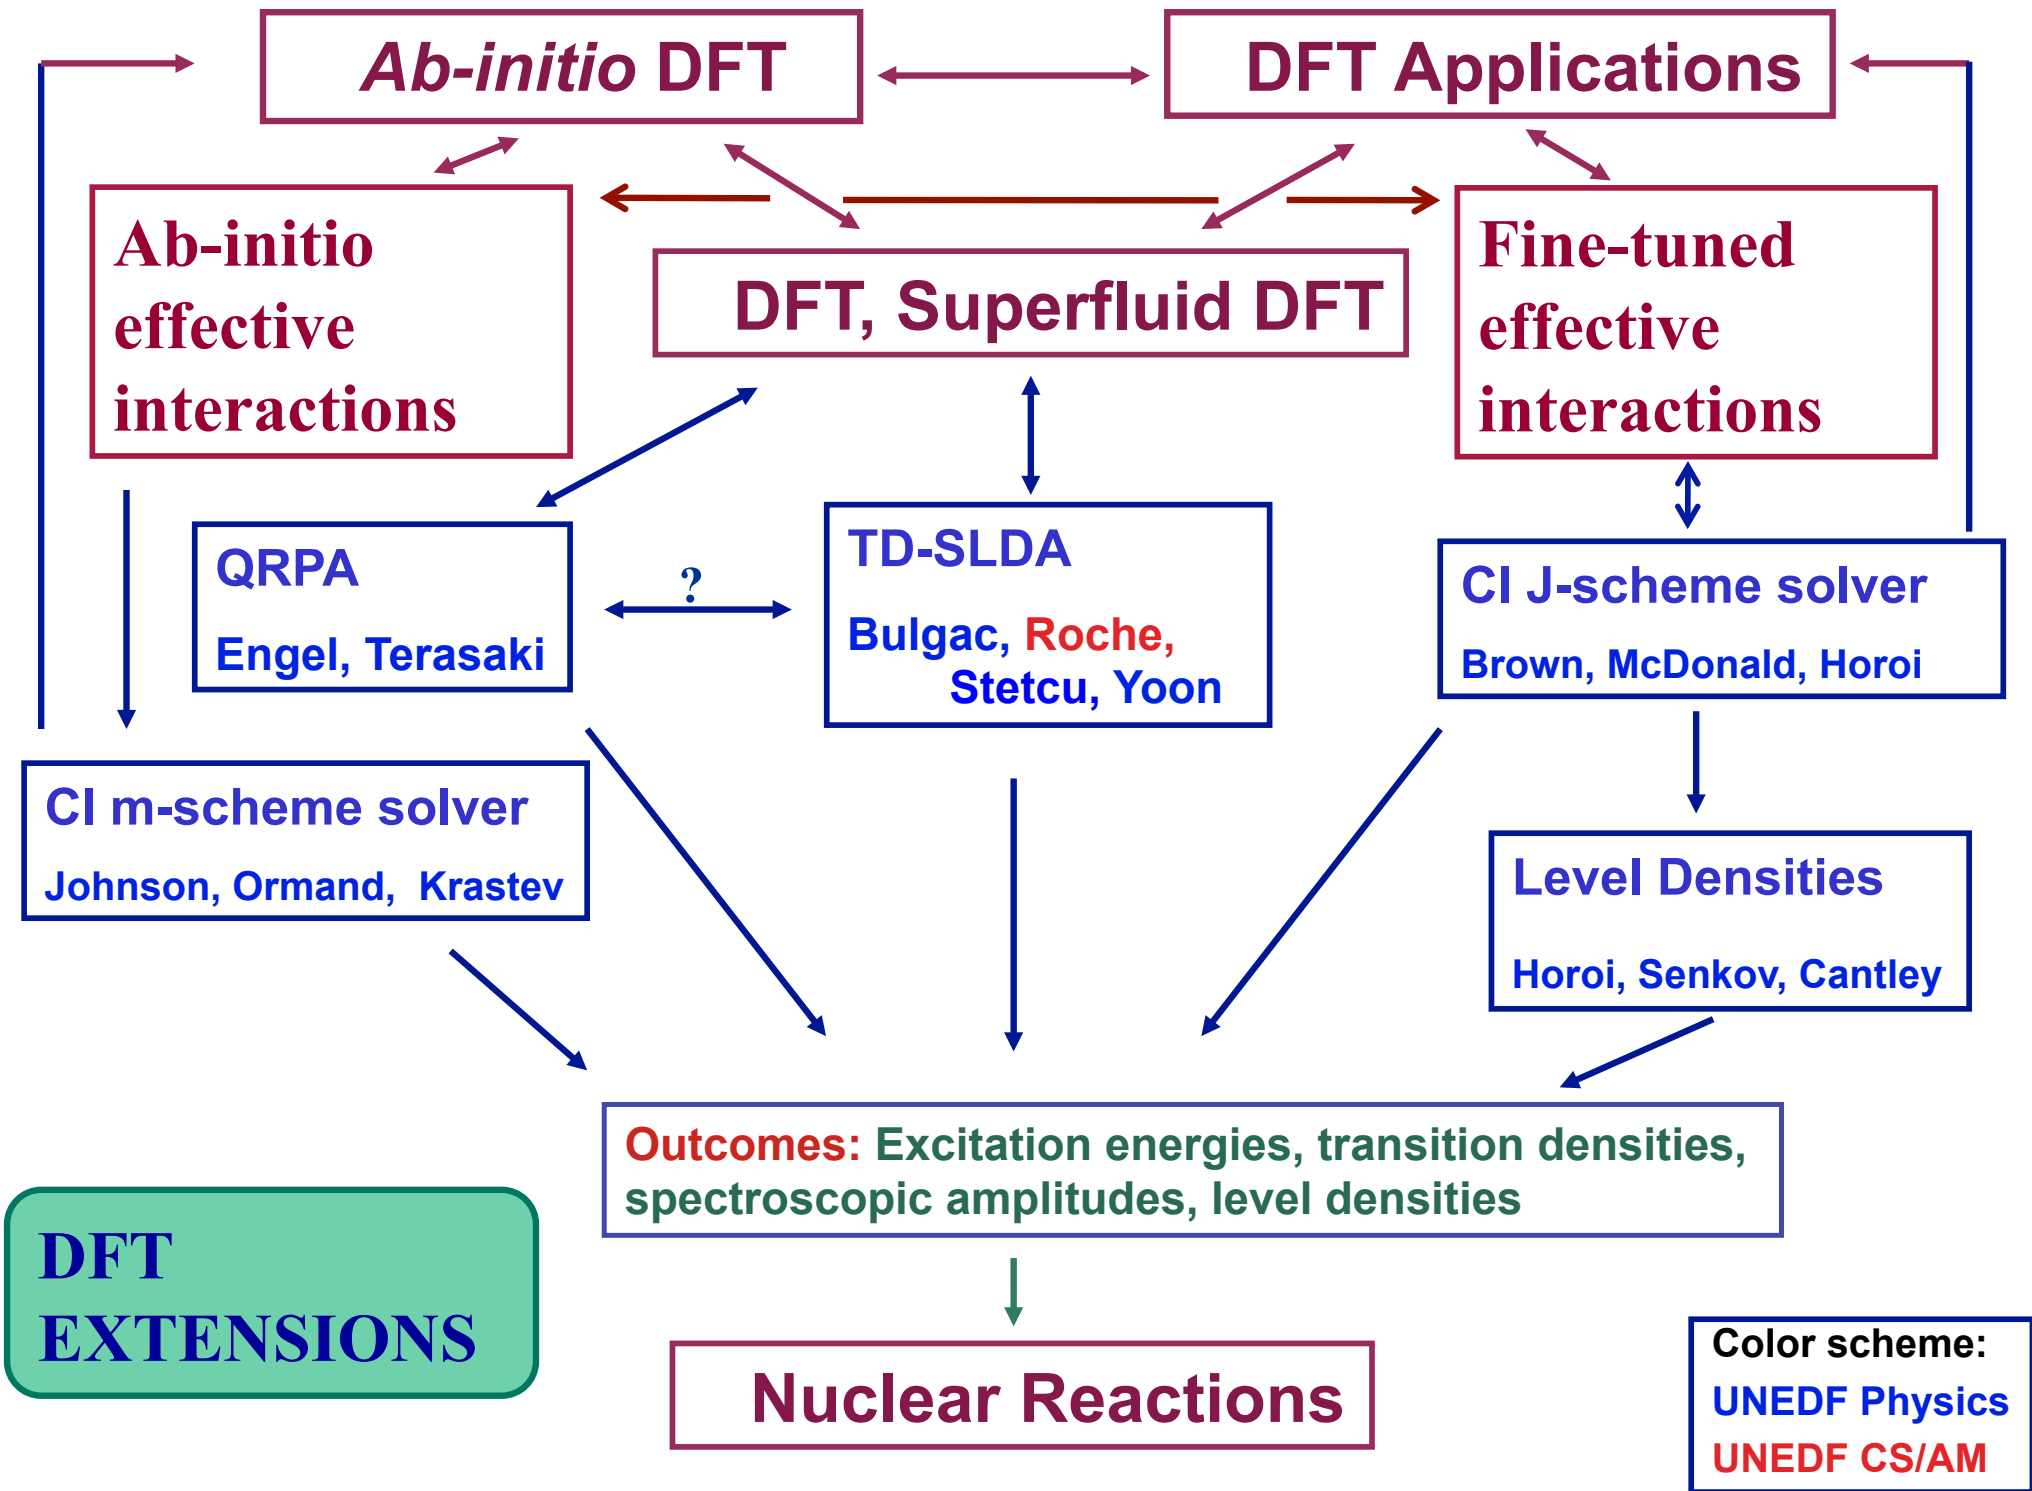 Ab-initio DFT
DFT Applications
Ab-initio
effective
interactions
DFT, Superfluid DFT
Fine-tuned
effective
interactions
QRPA
Engel, Terasaki
?
TD-SLDA
Bulgac, Roche,
Stetcu, Yoon
CI J-scheme solver
Brown, McDonald, Horoi
CI m-scheme solver
Johnson, Ormand, Krastev
Level Densities
Horoi, Senkov, Cantley
Outcomes: Excitation energies, transition densities,
spectroscopic amplitudes, level densities
DFT
EXTENSIONS
Nuclear Reactions
Color scheme:
UNEDF Physics
UNEDF CS/AM